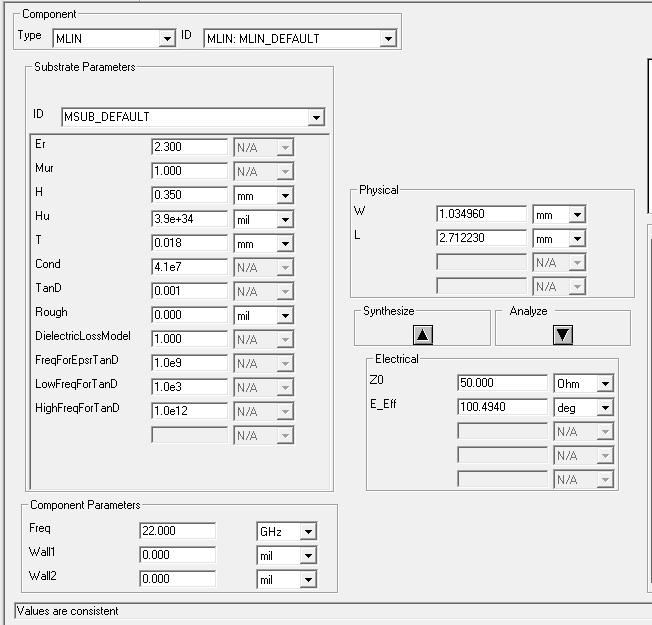 Component
Type MLIN ID MLIN: MLIN_DEFAULT
Substrate Parameters
ID MSUB_DEFAULT
Er 2.300 N/A
Mur 1.000 N/A
H 0.350 mm
Hu 3.9e+34 mil
T 0.018 mm
Cond 4.1e7 N/A
TanD 0.001 N/A
Rough 0.000 mil
DielectricLossModel 1.000 N/A
FreqForEpsrTanD 1.0e9 N/A
LowFreqForTanD 1.0e3 N/A
HighFreqForTanD 1.0e12 N/A
N/A
Physical
W 1.034960 mm
L 2.712230 mm
N/A
N/A
Synthesize Analyze
Electrical
Z0 50.000 Ohm
E_Eff 100.4940 deg
N/A
N/A
N/A
Component Parameters
Freq 22.000 GHz
Wall1 0.000 mil
Wall2 0.000 mil
Values are consistent